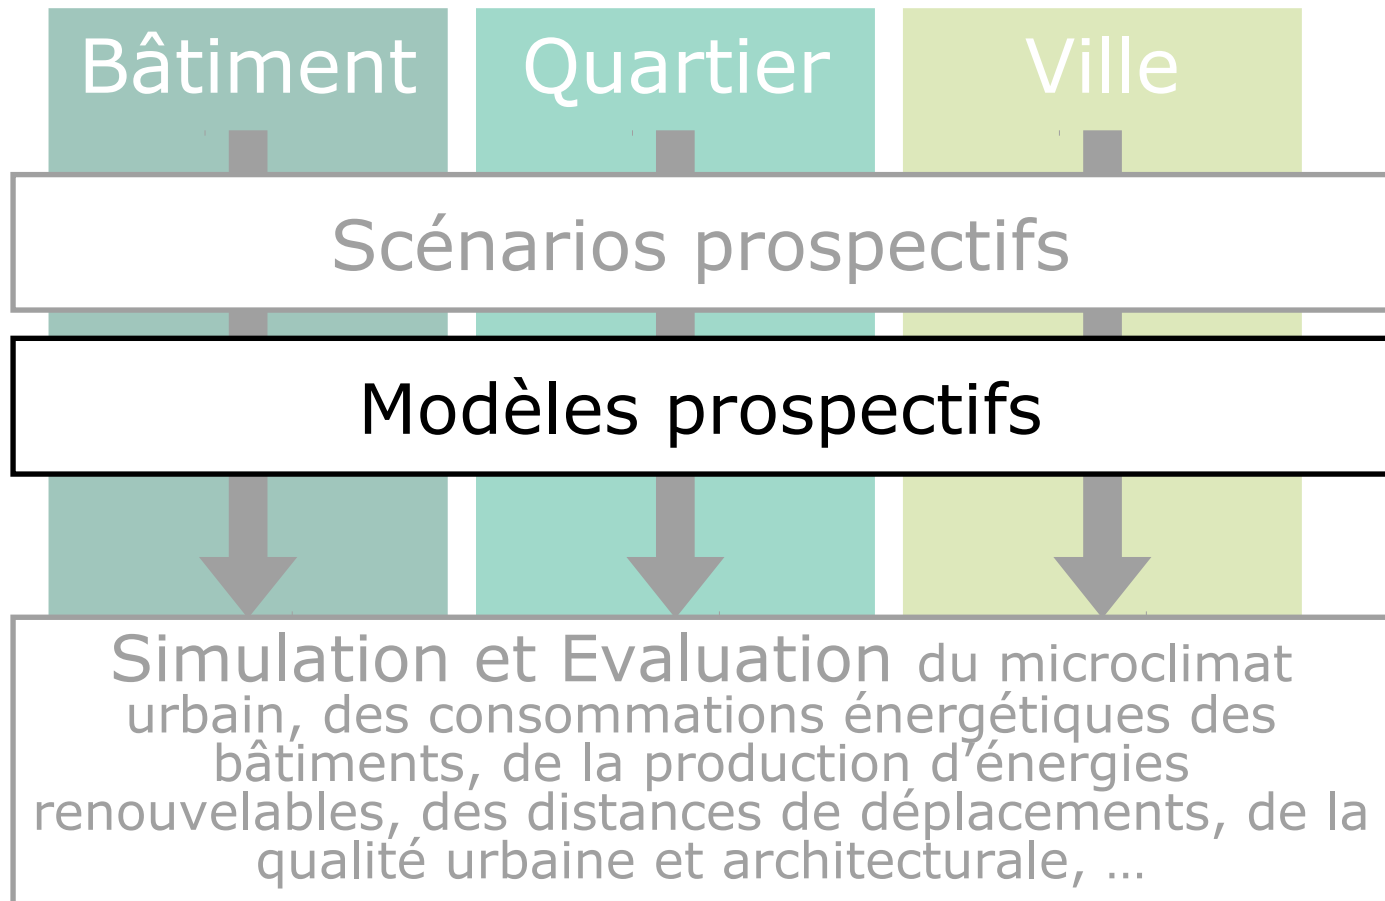 Bâtiment Quartier Ville
Scénarios prospectifs
Modèles prospectifs
Simulation et Evaluation du microclimat
urbain, des consommations énergétiques des
bâtiments, de la production d’énergies
renouvelables, des distances de déplacements, de la
qualité urbaine et architecturale, …